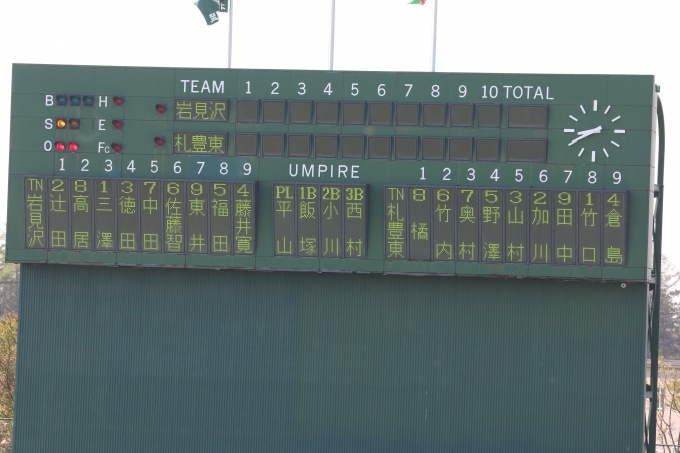 TEAM 1 2 3 4 5 6 7 8 9 10 TOTAL
B H 岩見沢
S E
O Fc 札豊東
1 2 3 4 5 6 7 8 9 UMPIRE 1 2 3 4 5 6 7 8 9
TN 2 8 1 3 7 6 9 5 4 PL 1B 2B 3B TN 8 6 7 5 3 2 9 1 4
岩見沢 辻田 高居 三澤 徳田 中田 佐藤智 東井 福田 藤井寛 平山 飯塚 小川 西村 札豊東 橘 竹内 奥村 野澤 山村 加川 田中 竹口 倉島